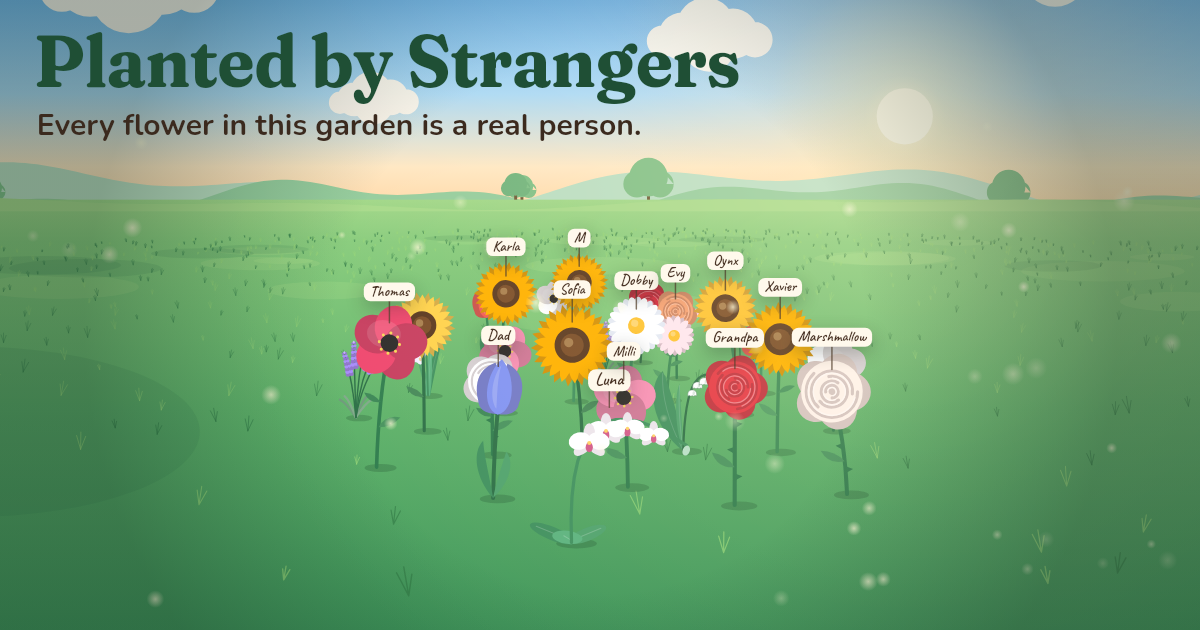 Planted by Strangers
Every flower in this garden is a real person.
M
Karla
Oynx
Evy
Dobby
Xavier
Sofia
Thomas
Dad
Grandpa
Marshmallow
Milli
Luna